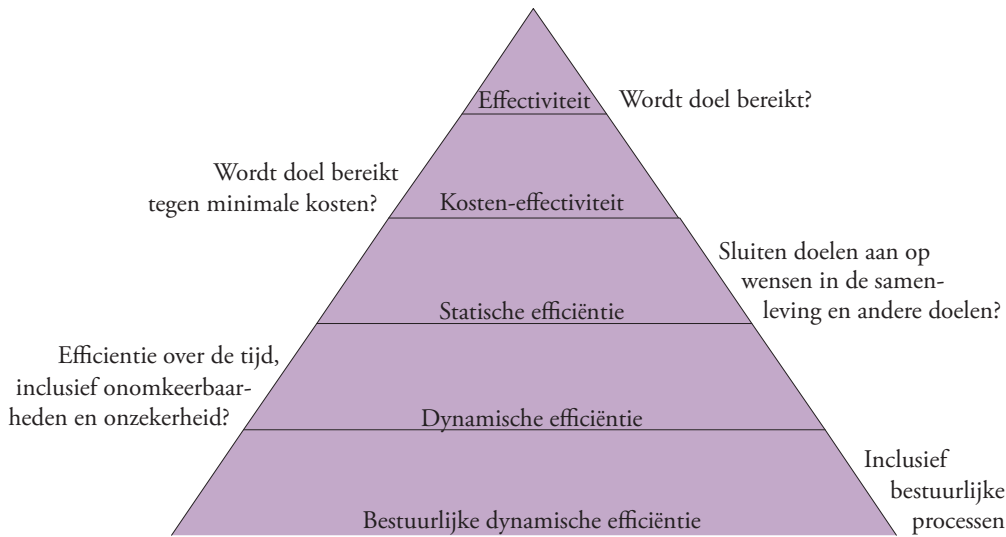 Effectiviteit
Wordt doel bereikt?
Wordt doel bereikt
tegen minimale kosten?
Kosten-effectiviteit
Sluiten doelen aan op
wensen in de samen-
leving en andere doelen?
Statische efficiëntie
Efficientie over de tijd,
inclusief onomkeerbaar-
heden en onzekerheid?
Dynamische efficiëntie
Inclusief
bestuurlijke
processen
Bestuurlijke dynamische efficiëntie